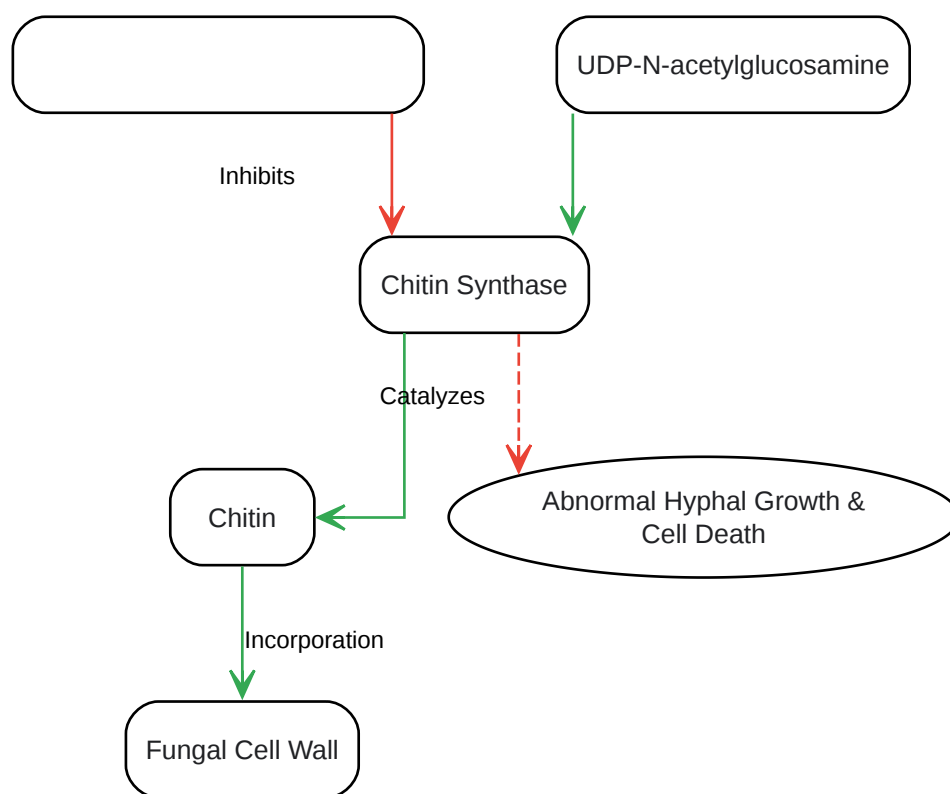 UDP-N-acetylglucosamine
Inhibits
Chitin Synthase
Catalyzes
Abnormal Hyphal Growth &
Cell Death
Chitin
Incorporation
Fungal Cell Wall